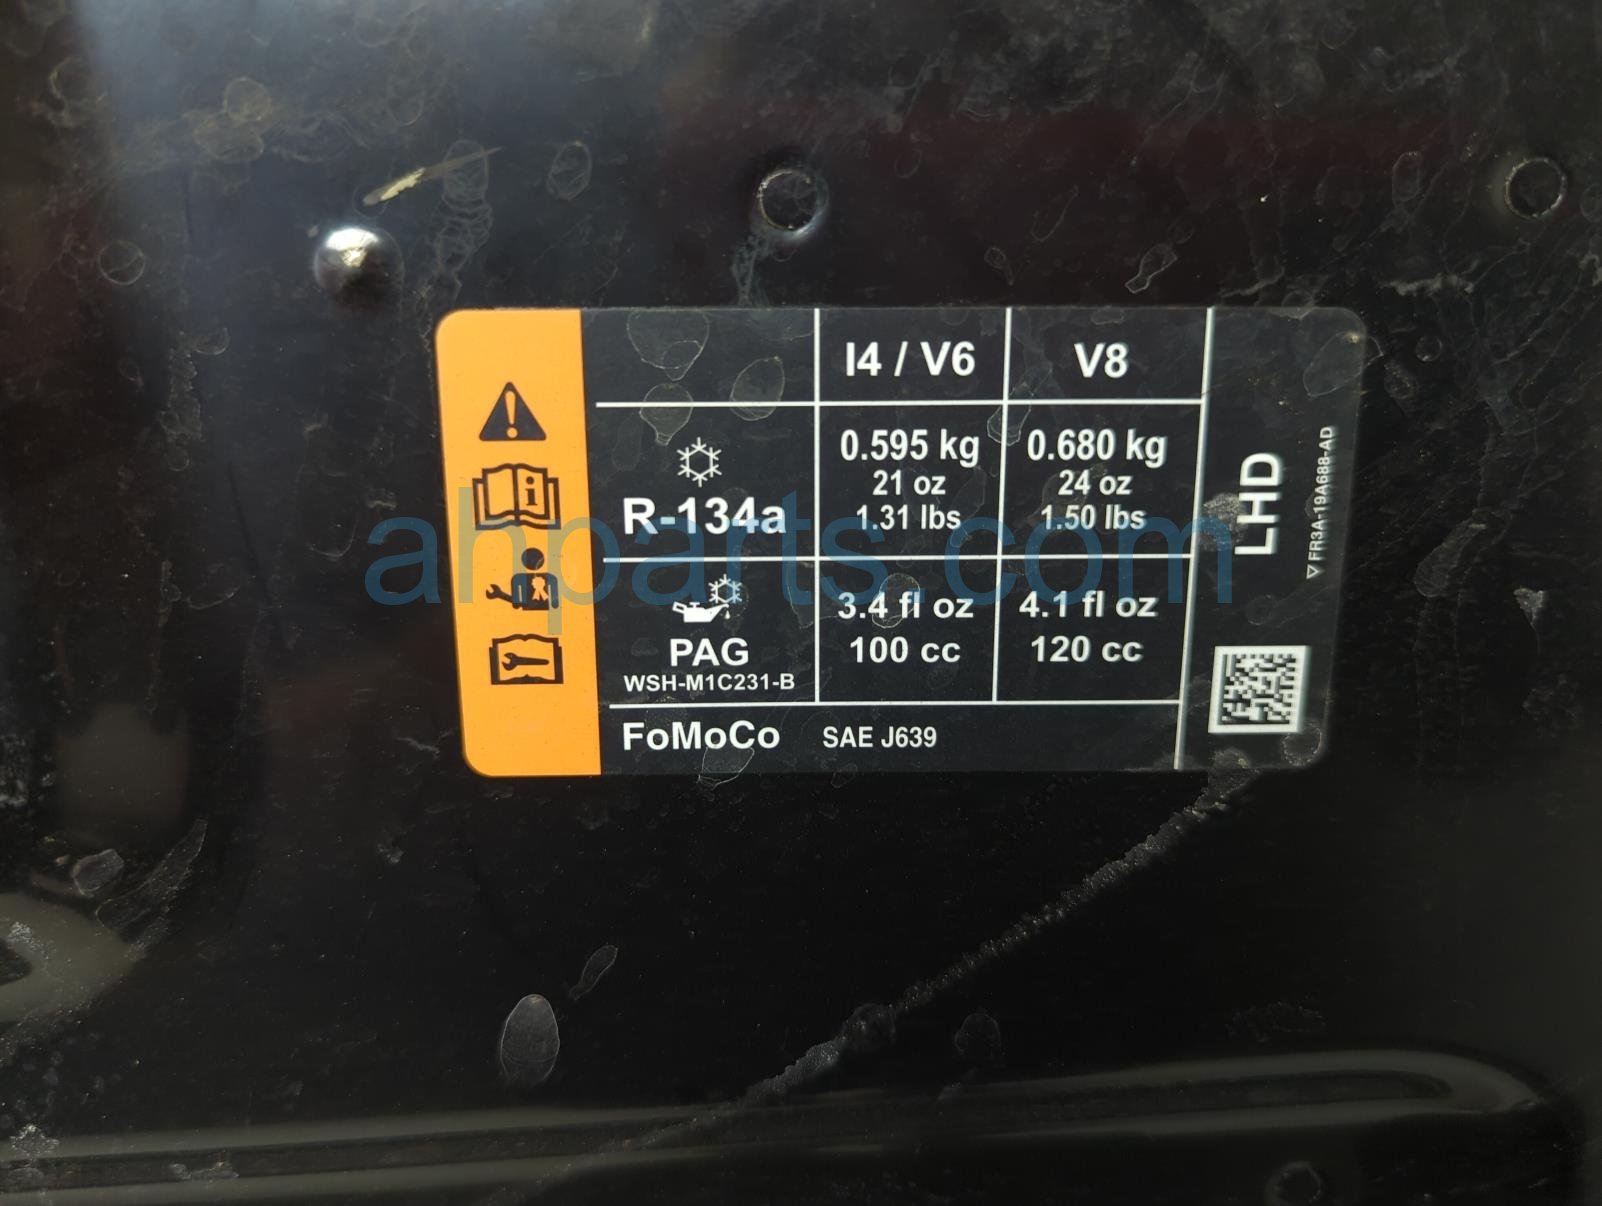 I4 / V6
V8
R-134a
0.595 kg
21 oz
1.31 lbs
0.680 kg
24 oz
1.50 lbs
PAG
WSH-M1C231-B
3.4 fl oz
100 cc
4.1 fl oz
120 cc
FoMoCo SAE J639
LHD
FR3A-19A688-AD
ahparts.com